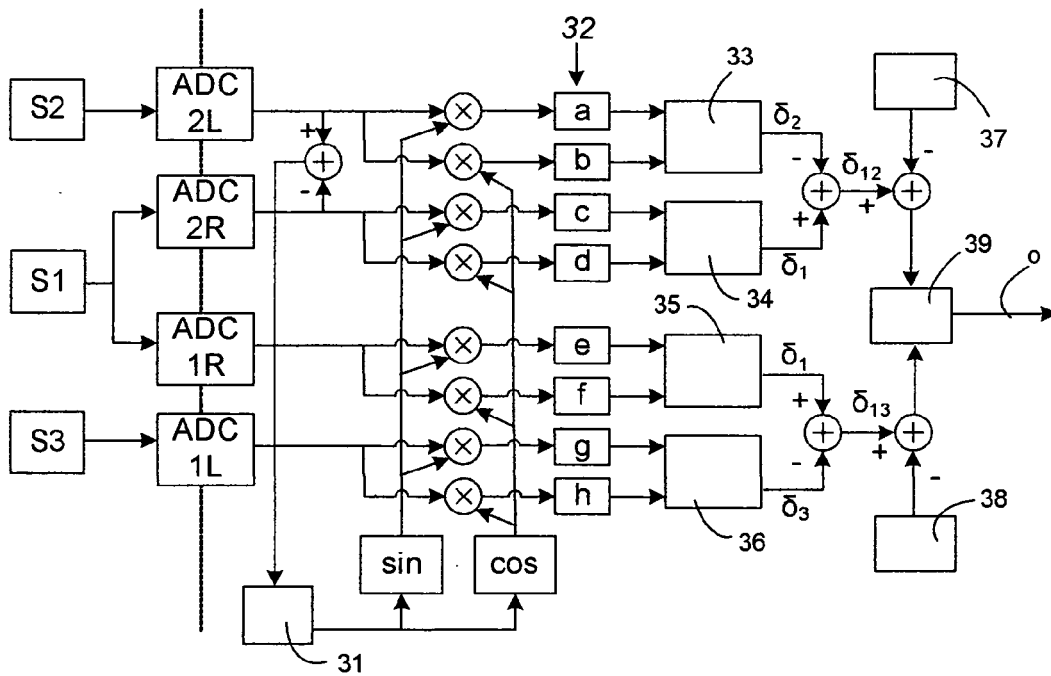 32
33
S2
ADC
2L
×
a
δ2
37
+
-
×
b
-
-
+
+
δ12
+
+
-
ADC
2R
×
c
+
δ1
S1
×
d
34
39
o
35
ADC
1R
×
e
δ1
+
×
f
+
δ13
+
+
S3
ADC
1L
×
g
-
-
×
h
δ3
36
38
sin
cos
31